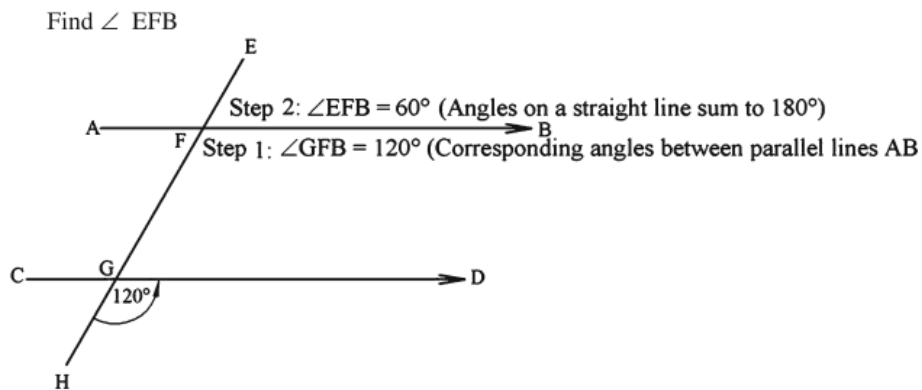 Find ∠ EFB
E
Step 2: ∠EFB = 60° (Angles on a straight line sum to 180°)
A
B
F
Step 1: ∠GFB = 120° (Corresponding angles between parallel lines AB
C
G
D
120°
H